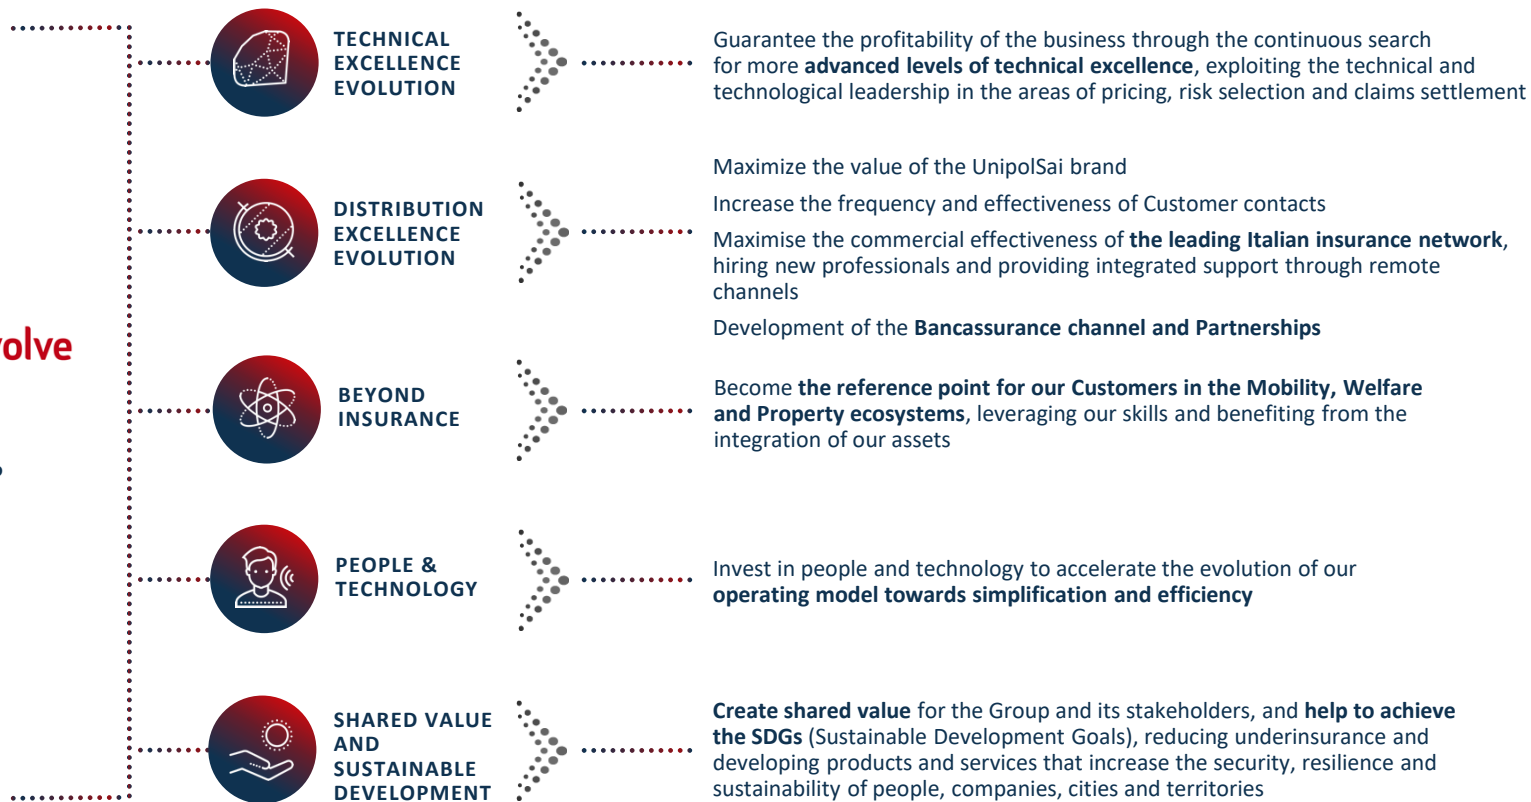 TECHNICAL
EXCELLENCE
EVOLUTION
Guarantee the profitability of the business through the continuous search
for more advanced levels of technical excellence, exploiting the technical and
technological leadership in the areas of pricing, risk selection and claims settlement
DISTRIBUTION
EXCELLENCE
EVOLUTION
Maximize the value of the UnipolSai brand
Increase the frequency and effectiveness of Customer contacts
Maximise the commercial effectiveness of the leading Italian insurance network,
hiring new professionals and providing integrated support through remote
channels
Development of the Bancassurance channel and Partnerships
BEYOND
INSURANCE
Become the reference point for our Customers in the Mobility, Welfare
and Property ecosystems, leveraging our skills and benefiting from the
integration of our assets
PEOPLE &
TECHNOLOGY
Invest in people and technology to accelerate the evolution of our
operating model towards simplification and efficiency
SHARED VALUE
AND
SUSTAINABLE
DEVELOPMENT
Create shared value for the Group and its stakeholders, and help to achieve
the SDGs (Sustainable Development Goals), reducing underinsurance and
developing products and services that increase the security, resilience and
sustainability of people, companies, cities and territories